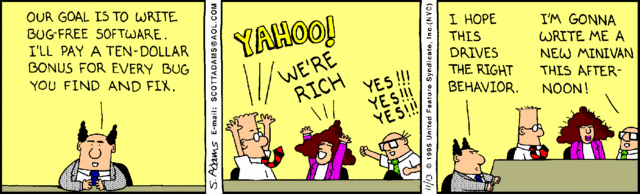 OUR GOAL IS TO WRITE
BUG-FREE SOFTWARE.
I'LL PAY A TEN-DOLLAR
BONUS FOR EVERY BUG
YOU FIND AND FIX.
S. Adams E-mail: SCOTTADAMS@AOL.COM
YAHOO!
WE'RE
RICH
YES!!!
YES!!!
YES!!!
11/13 © 1995 United Feature Syndicate, Inc. (NYC)
I HOPE
THIS
DRIVES
THE RIGHT
BEHAVIOR.
I'M GONNA
WRITE ME A
NEW MINIVAN
THIS AFTER-
NOON!